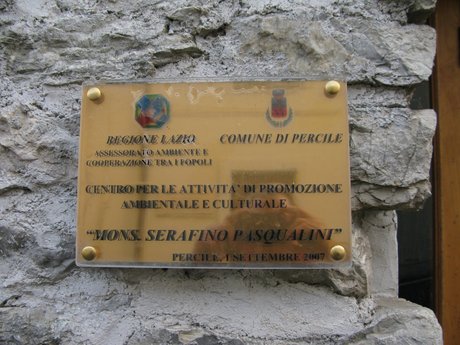 REGIONE LAZIO
ASSESSORATO AMBIENTE E
COOPERAZIONE TRA I POPOLI
COMUNE DI PERCILE
CENTRO PER LE ATTIVITA' DI PROMOZIONE
AMBIENTALE E CULTURALE
"MONS. SERAFINO PASQUALINI"
PERCILE, 1 SETTEMBRE 2007